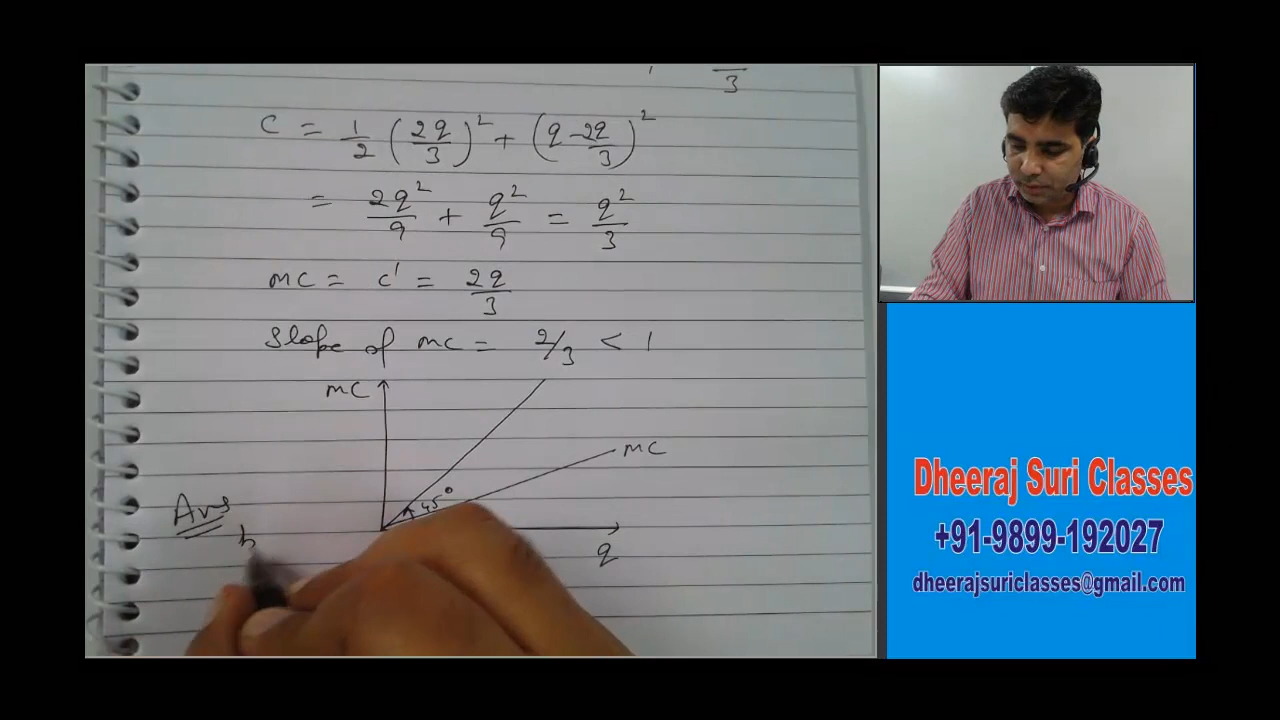 3
C = 1/2 (2q/3)² + (q - 2q/3)²
= 2q²/9 + q²/9 = q²/3
MC = C' = 2q/3
Slope of MC = 2/3 < 1
MC
MC
45°
q
Ans
b
Dheeraj Suri Classes
+91-9899-192027
dheerajsuriclasses@gmail.com